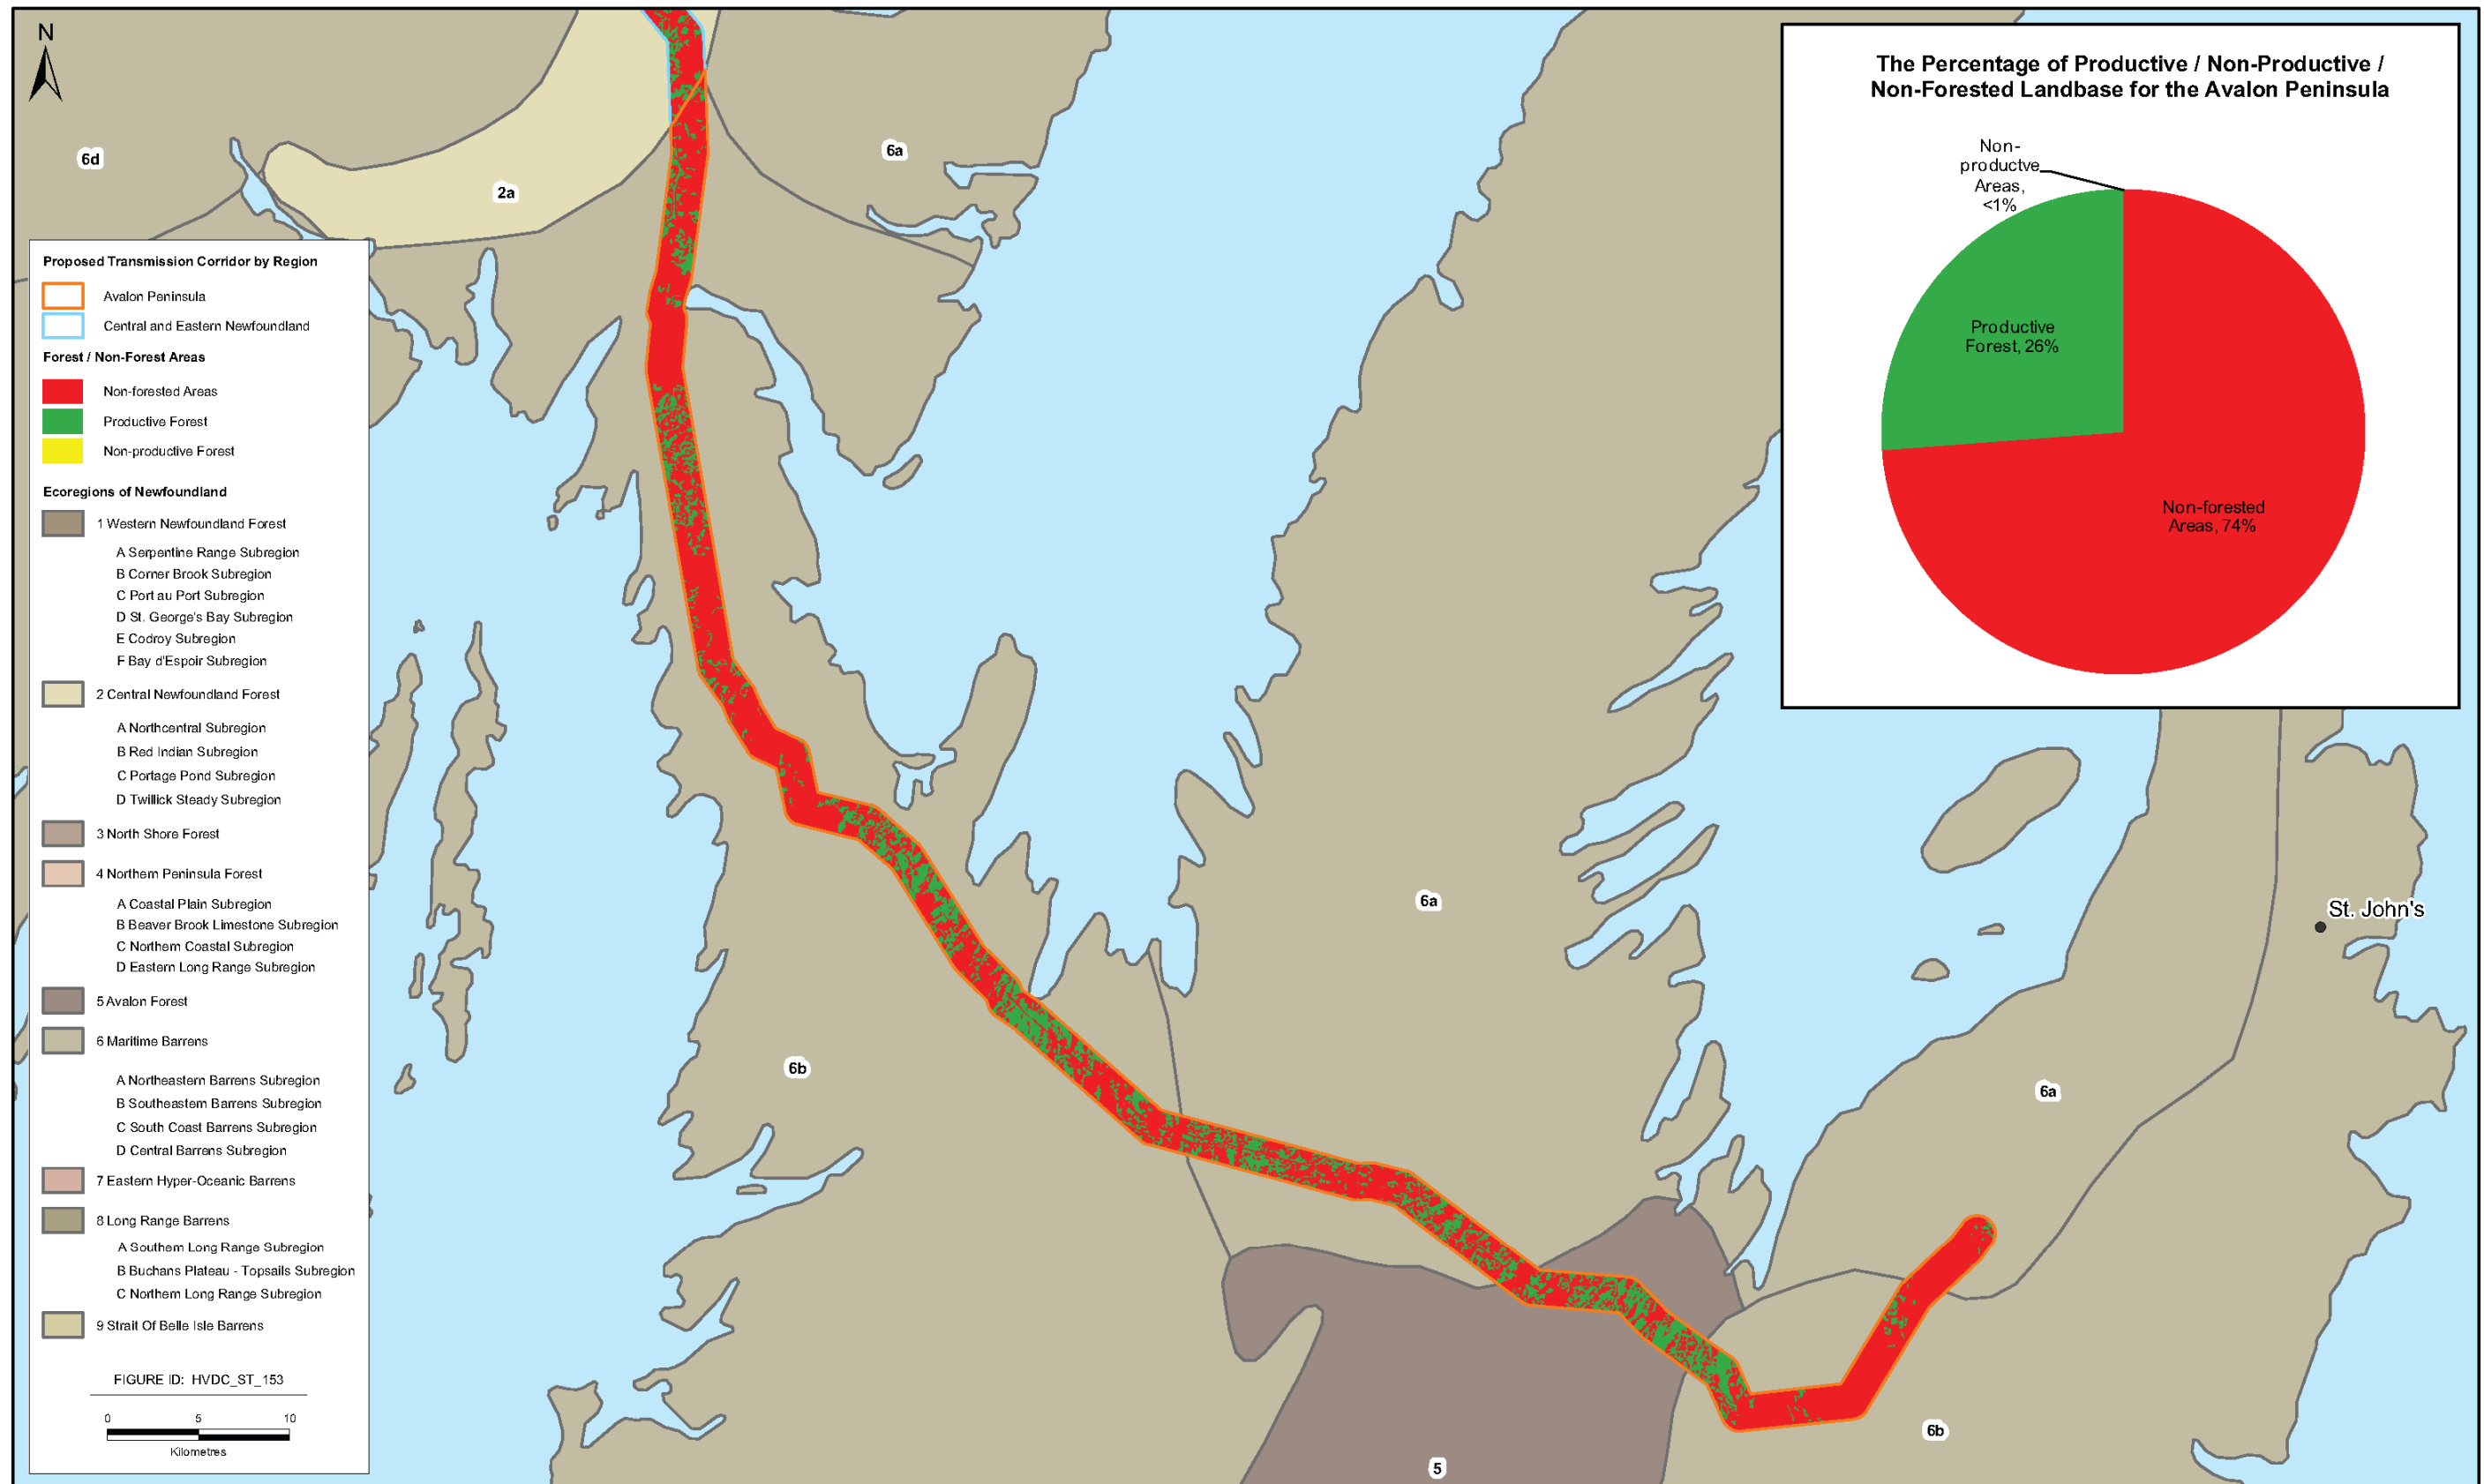 N
6d
2a
6a
6a
6a
6b
6b
5
St. John's
The Percentage of Productive / Non-Productive /
Non-Forested Landbase for the Avalon Peninsula
Non-
productve
Areas,
<1%
Productive
Forest, 26%
Non-forested
Areas, 74%
Proposed Transmission Corridor by Region
Avalon Peninsula
Central and Eastern Newfoundland
Forest / Non-Forest Areas
Non-forested Areas
Productive Forest
Non-productive Forest
Ecoregions of Newfoundland
1 Western Newfoundland Forest
A Serpentine Range Subregion
B Corner Brook Subregion
C Port au Port Subregion
D St. George's Bay Subregion
E Codroy Subregion
F Bay d'Espoir Subregion
2 Central Newfoundland Forest
A Northcentral Subregion
B Red Indian Subregion
C Portage Pond Subregion
D Twillick Steady Subregion
3 North Shore Forest
4 Northern Peninsula Forest
A Coastal Plain Subregion
B Beaver Brook Limestone Subregion
C Northern Coastal Subregion
D Eastern Long Range Subregion
5 Avalon Forest
6 Maritime Barrens
A Northeastern Barrens Subregion
B Southeastern Barrens Subregion
C South Coast Barrens Subregion
D Central Barrens Subregion
7 Eastern Hyper-Oceanic Barrens
8 Long Range Barrens
A Southern Long Range Subregion
B Buchans Plateau - Topsails Subregion
C Northern Long Range Subregion
9 Strait Of Belle Isle Barrens
FIGURE ID: HVDC_ST_153
0 5 10
Kilometres